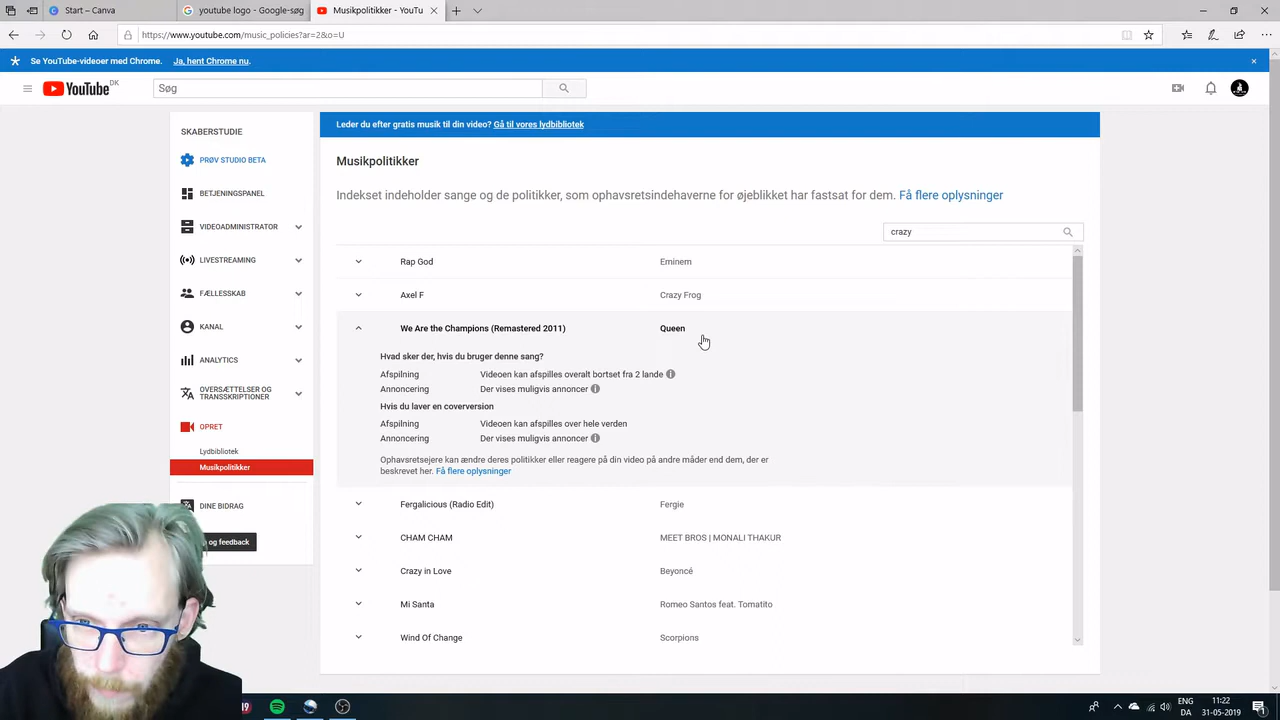 Start – Canva
youtube - Google-søg
Musikpolitikker - YouTu
https://www.youtube.com/music_policies?ar=2&o=U
Se YouTube-videoer med Chrome. Ja, hent Chrome nu.
YouTube DK
Søg
SKABERSTUDIE
PRØV STUDIO BETA
BETJENINGSPANEL
VIDEOADMINISTRATOR
LIVESTREAMING
FÆLLESSKAB
KANAL
ANALYTICS
OVERSÆTTELSER OG
TRANSSKRIPTIONER
OPRET
Lydbibliotek
Musikpolitikker
DINE BIDRAG
og feedback
Leder du efter gratis musik til din video? Gå til vores lydbibliotek
Musikpolitikker
Indekset indeholder sange og de politikker, som ophavsretsindehaverne for øjeblikket har fastsat for dem. Få flere oplysninger
crazy
Rap God Eminem
Axel F Crazy Frog
We Are the Champions (Remastered 2011) Queen
Hvad sker der, hvis du bruger denne sang?
Afspilning Videoen kan afspilles overalt bortset fra 2 lande
Annoncering Der vises muligvis annoncer
Hvis du laver en coverversion
Afspilning Videoen kan afspilles over hele verden
Annoncering Der vises muligvis annoncer
Ophavsretsejere kan ændre deres politikker eller reagere på din video på andre måder end dem, der er
beskrevet her. Få flere oplysninger
Fergalicious (Radio Edit) Fergie
CHAM CHAM MEET BROS | MONALI THAKUR
Crazy in Love Beyoncé
Mi Santa Romeo Santos feat. Tomatito
Wind Of Change Scorpions
ENG
DA
11:22
31-05-2019